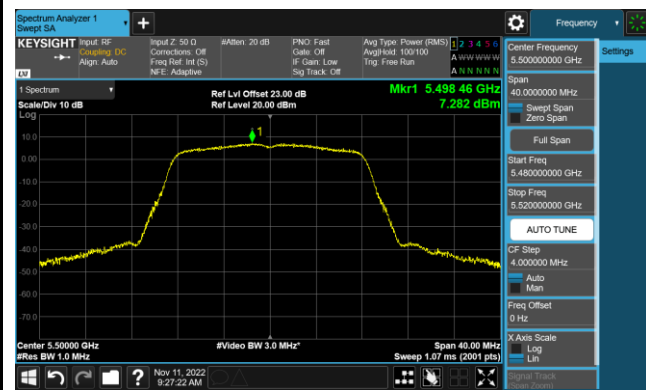 Spectrum Analyzer 1
Swept SA
+
Frequency
KEYSIGHT
Input: RF
Coupling: DC
Align: Auto
Input Z: 50 Ω
Corrections: Off
Freq Ref: Int (S)
NFE: Adaptive
#Atten: 20 dB
PNO: Fast
Gate: Off
IF Gain: Low
Sig Track: Off
Avg Type: Power (RMS)
Avg|Hold: 100/100
Trig: Free Run
1 2 3 4 5 6
A W W W W W
A N N N N N
LXI
1 Spectrum
Scale/Div 10 dB
Log
Ref Lvl Offset 23.00 dB
Ref Level 20.00 dBm
Mkr1 5.498 46 GHz
7.282 dBm
1
10.0
0.00
-10.0
-20.0
-30.0
-40.0
-50.0
-60.0
-70.0
Center 5.50000 GHz
#Res BW 1.0 MHz
#Video BW 3.0 MHz*
Span 40.00 MHz
Sweep 1.07 ms (2001 pts)
Nov 11, 2022
9:27:22 AM
?
Center Frequency
5.500000000 GHz
Settings
Span
40.0000000 MHz
Swept Span
Zero Span
Full Span
Start Freq
5.480000000 GHz
Stop Freq
5.520000000 GHz
AUTO TUNE
CF Step
4.000000 MHz
Auto
Man
Freq Offset
0 Hz
X Axis Scale
Log
Lin
Signal Track
(Span Zoom)